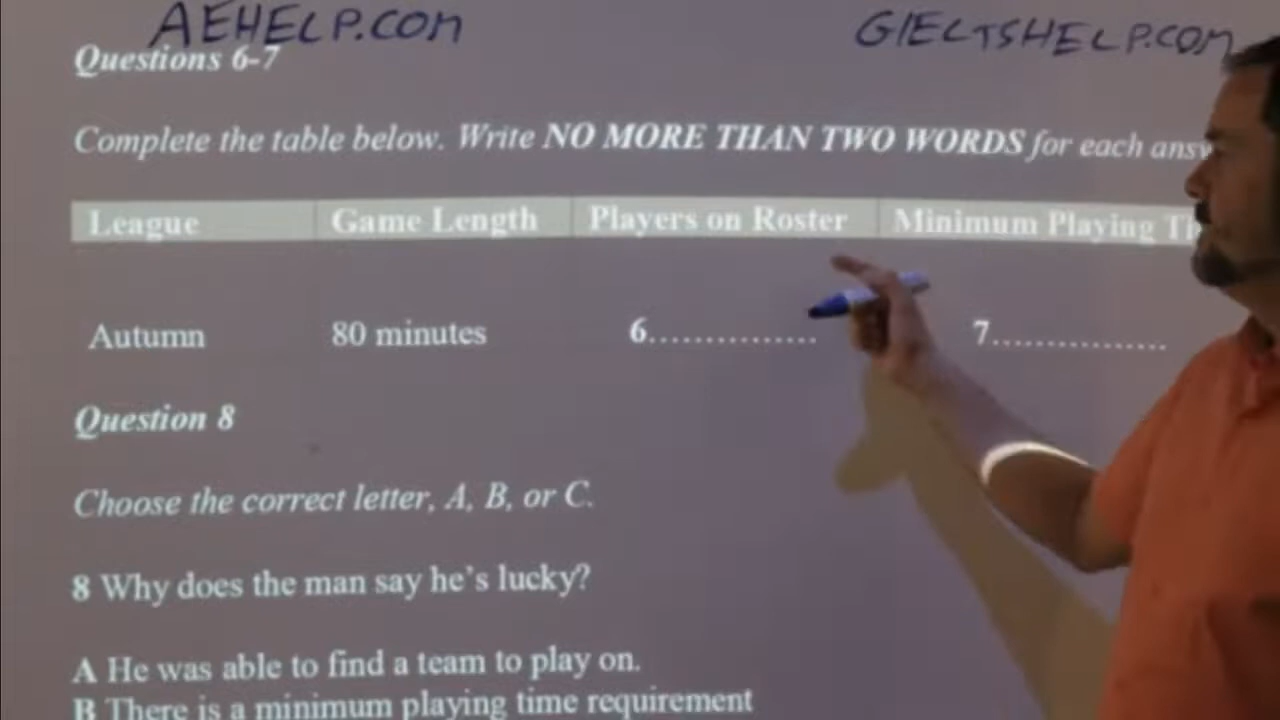 AEHELP.COM GIELTSHELP.COM
Questions 6-7
Complete the table below. Write NO MORE THAN TWO WORDS for each
League Game Length Players on Roster Minimum Playing
Autumn 80 minutes 6............... 7...............
Question 8
Choose the correct letter, A, B, or C.
8 Why does the man say he's lucky?
A He was able to find a team to play on.
B There is a minimum playing time requirement